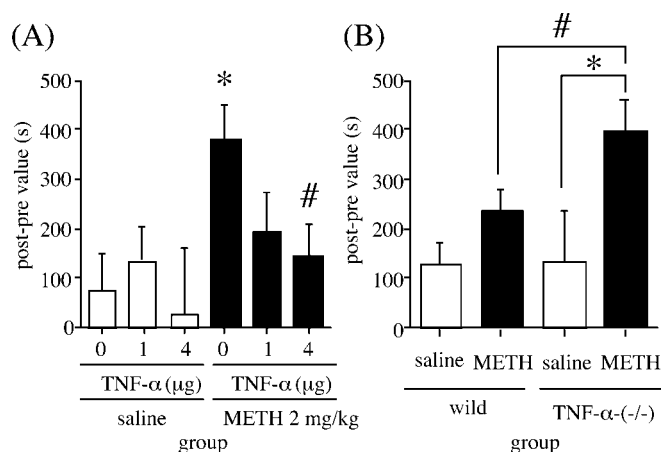 (A)
post-pre value (s)
500
400
300
200
100
0
*
#
0 1 4 0 1 4
TNF-α (μg) TNF-α (μg)
saline METH 2 mg/kg
group
(B)
post-pre value (s)
500
400
300
200
100
0
#
*
saline METH saline METH
wild TNF-α-(-/-)
group